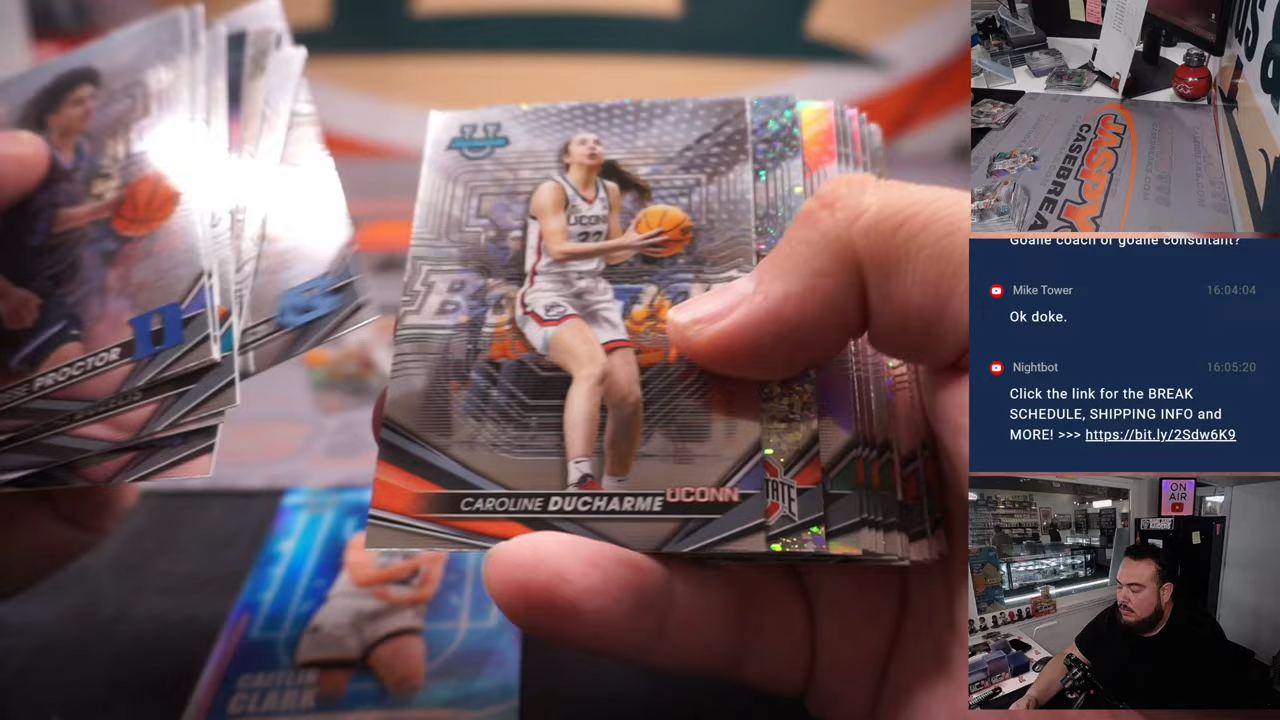 UCONN
22
CAROLINE DUCHARME UCONN
PROCTOR
TATE
CAITLIN
CLARK
JASPY
CASEBREA
Goalie coach or goalie consultant?
Mike Tower 16:04:04
Ok doke.
Nightbot 16:05:20
Click the link for the BREAK
SCHEDULE, SHIPPING INFO and
MORE! >>> https://bit.ly/2Sdw6K9
ON
AIR